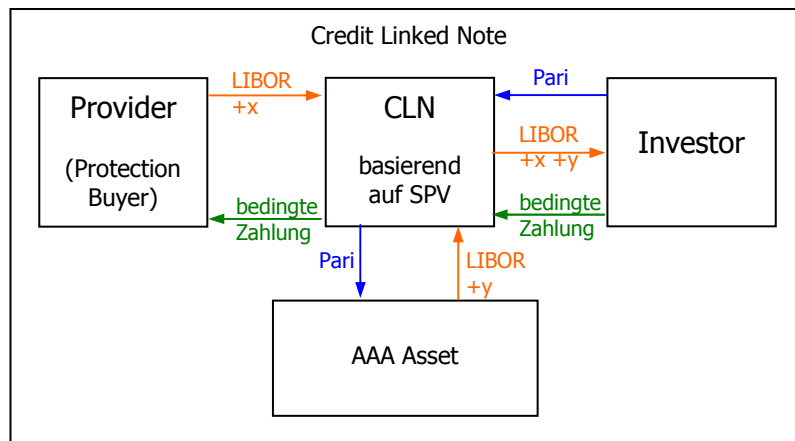 Credit Linked Note
Provider
(Protection
Buyer)
LIBOR
+x
bedingte
Zahlung
CLN
basierend
auf SPV
Pari
LIBOR
+x +y
bedingte
Zahlung
Investor
Pari
LIBOR
+y
AAA Asset